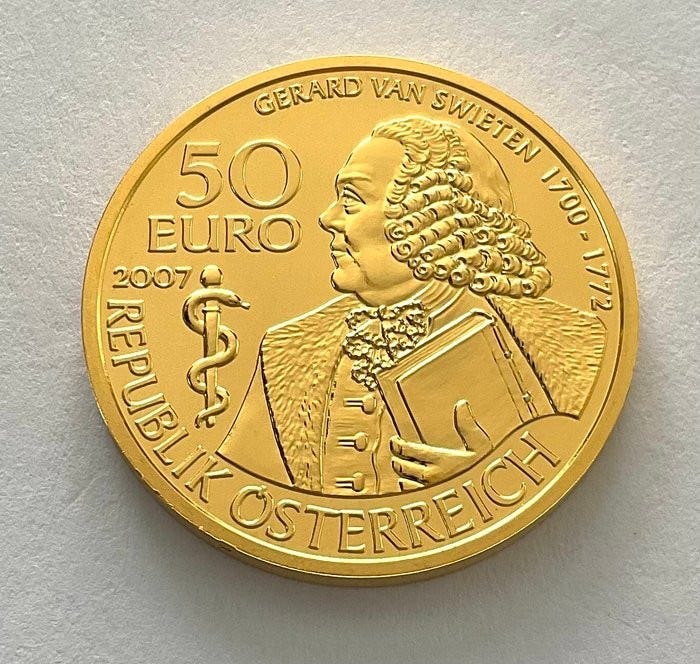 GERARD VAN SWIETEN 1700 - 1772
50
EURO
2007
REPUBLIK ÖSTERREICH